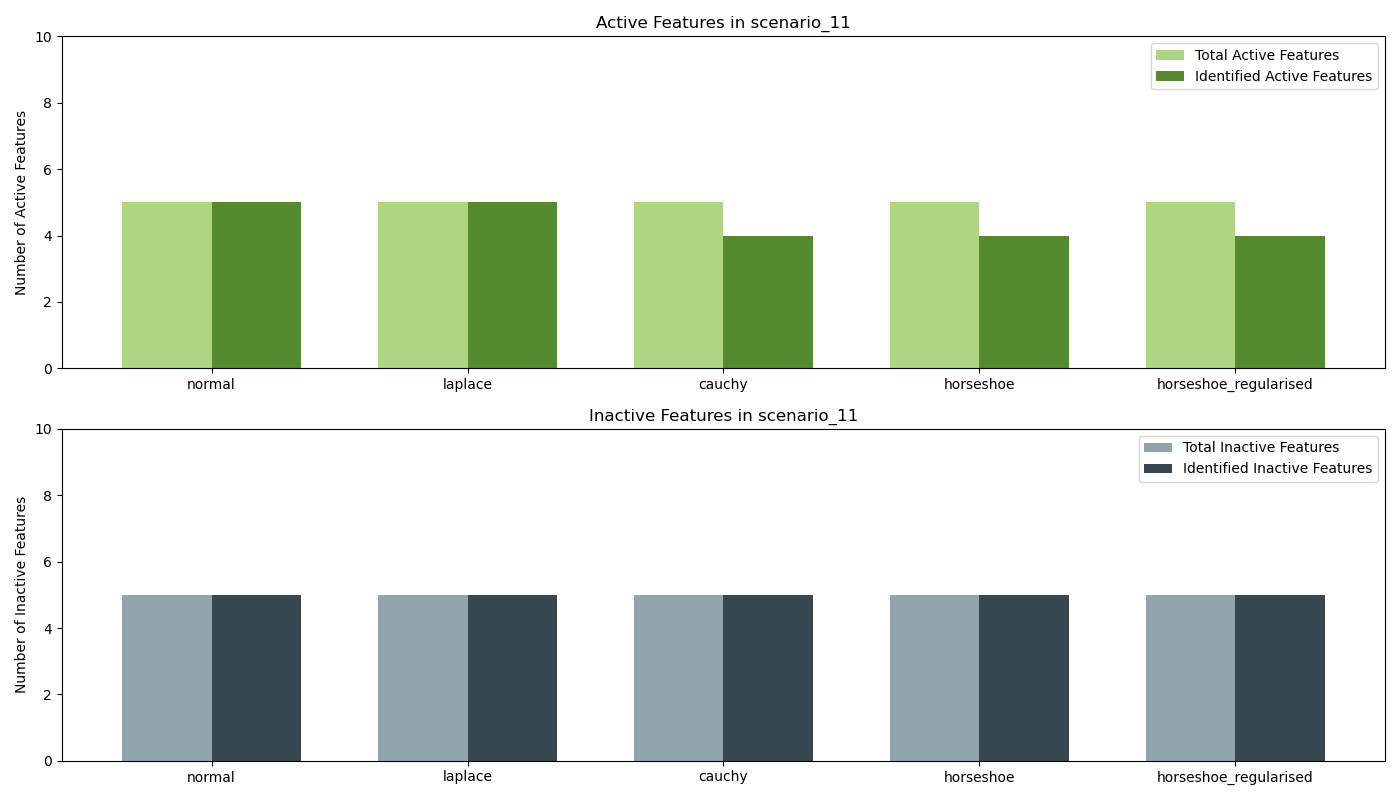 Active Features in scenario_11
Number of Active Features
10
8
6
4
2
0
Total Active Features
Identified Active Features
normal laplace cauchy horseshoe horseshoe_regularised
Inactive Features in scenario_11
Number of Inactive Features
10
8
6
4
2
0
Total Inactive Features
Identified Inactive Features
normal laplace cauchy horseshoe horseshoe_regularised